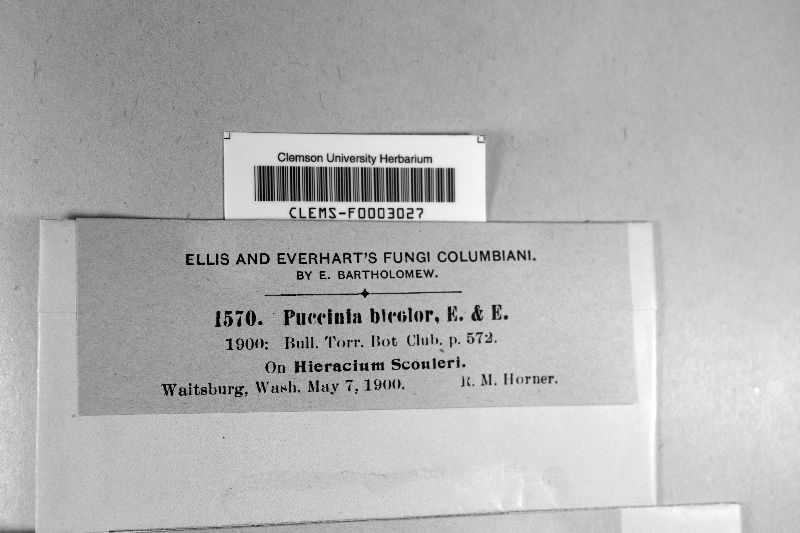 Clemson University Herbarium
CLEMS-F0003027
ELLIS AND EVERHART'S FUNGI COLUMBIANI.
BY E. BARTHOLOMEW.
1570. Puccinia bicolor, E. & E.
1900: Bull. Torr. Bot Club. p. 572.
On Hieracium Scouleri.
Waitsburg, Wash. May 7, 1900. R. M. Horner.